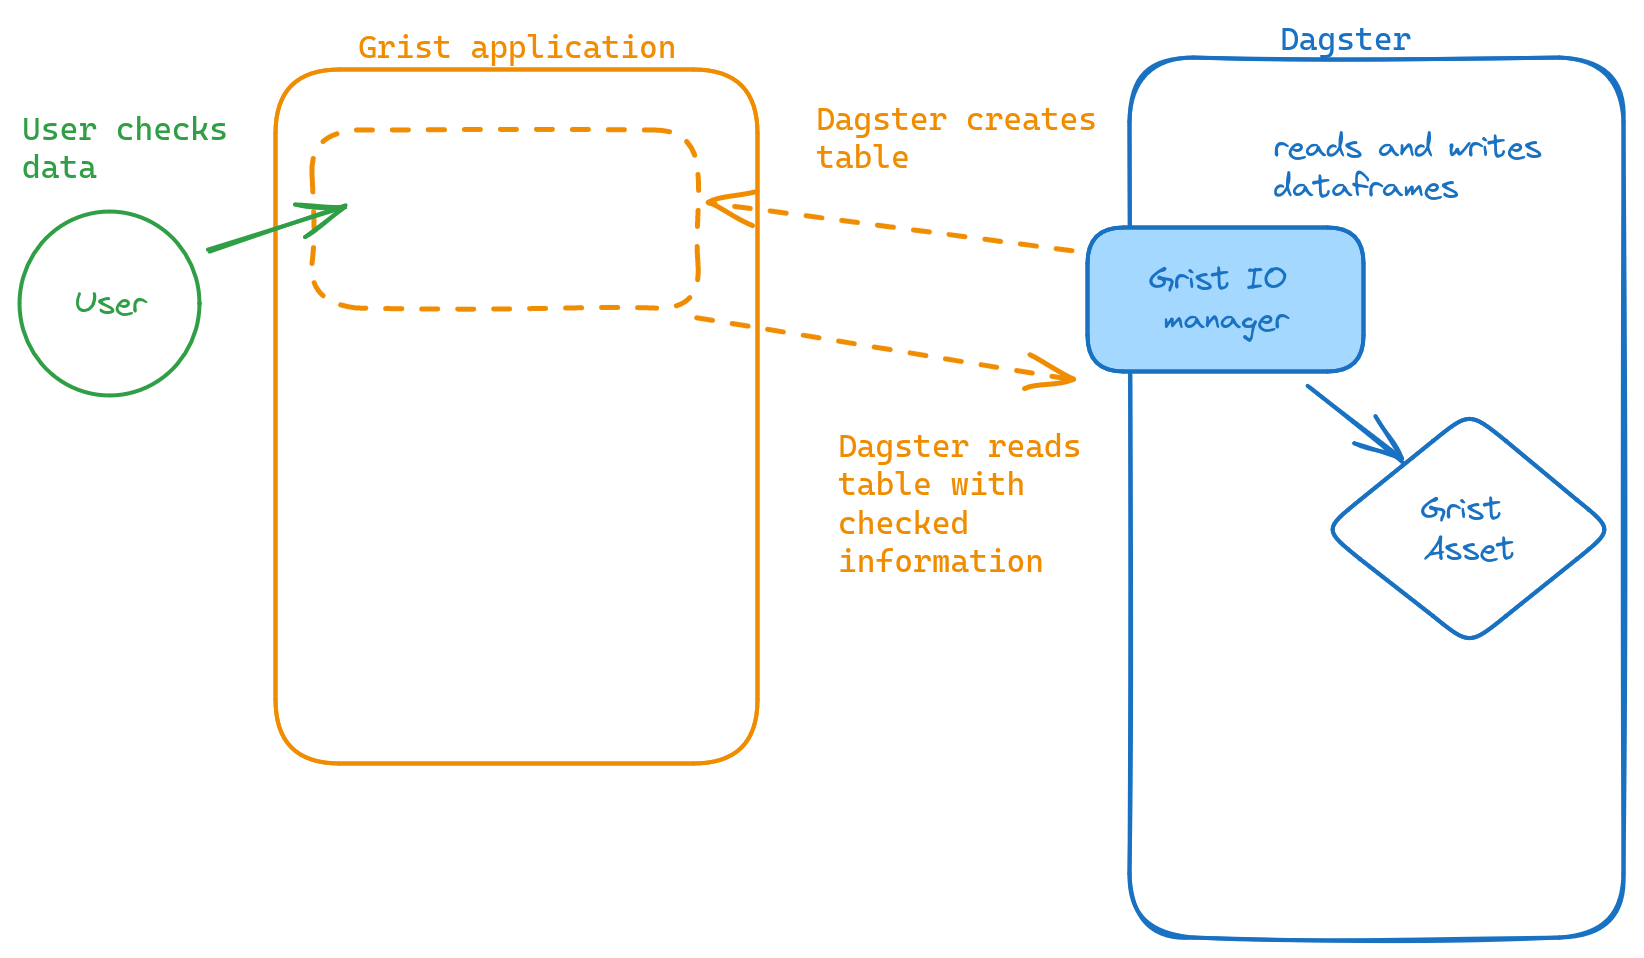 Grist application
Dagster
User checks
data
Dagster creates
table
reads and writes
dataframes
User
Grist IO
manager
Dagster reads
table with
checked
information
Grist
Asset